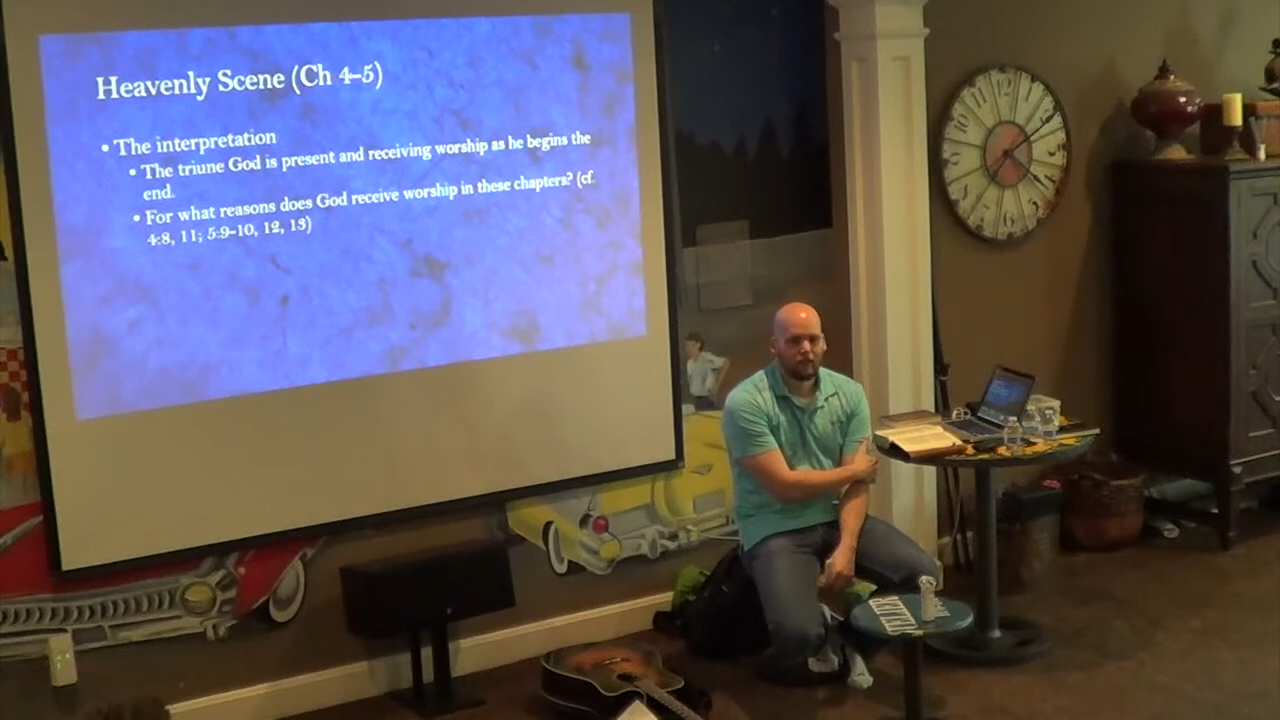 Heavenly Scene (Ch 4–5)
• The interpretation
• The triune God is present and receiving worship as he begins the
end.
• For what reasons does God receive worship in these chapters? (cf.
4:8, 11; 5:9–10, 12, 13)